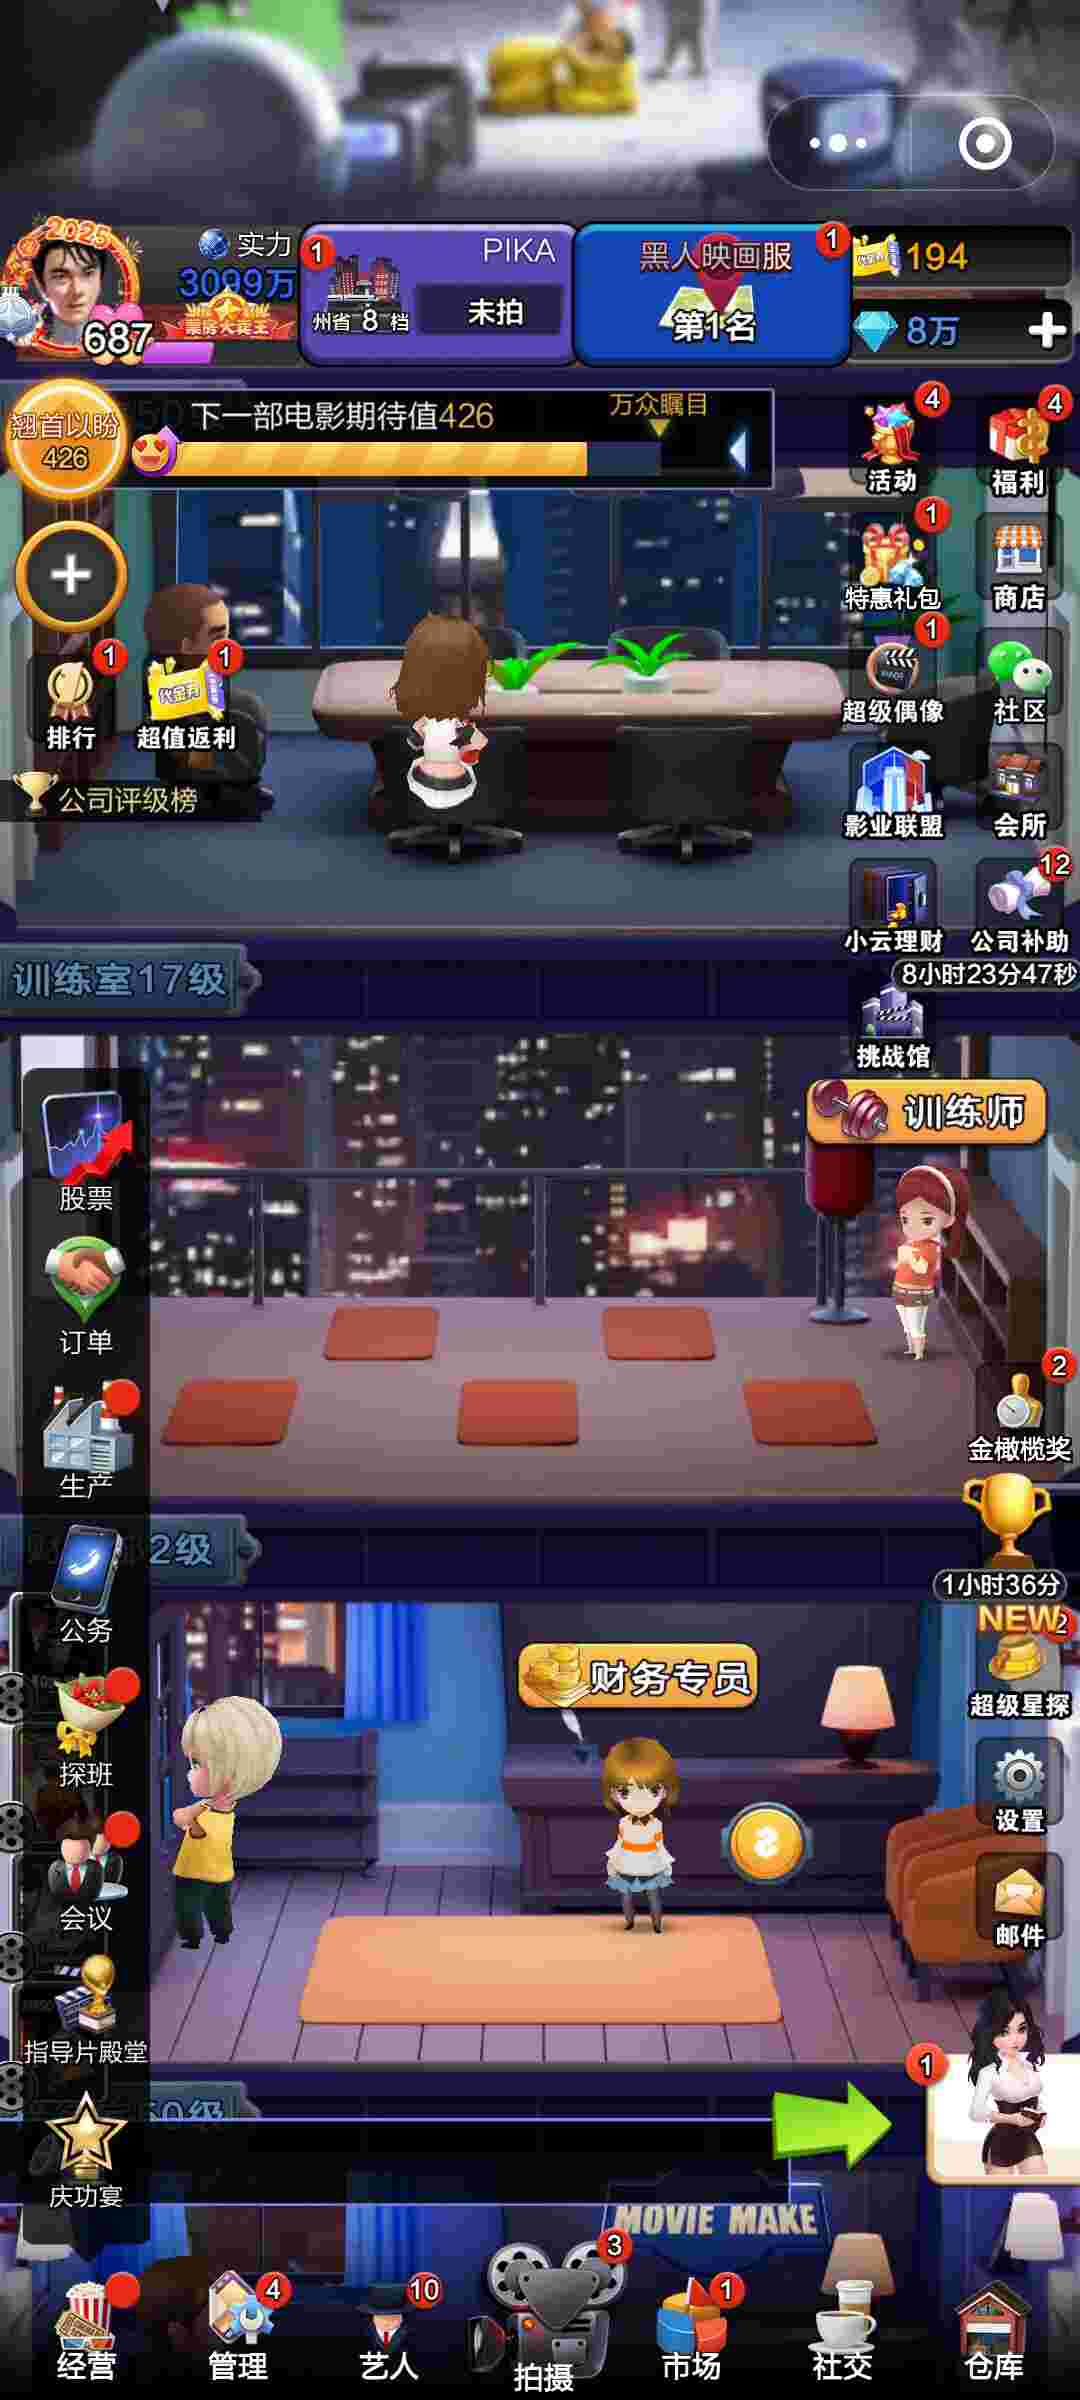 2025
实力
3099万
票房大赛王
687
1
PIKA
州省 8 档
未拍
黑人映画服
1
第1名
代金券
194
8万
翘首以盼
426
下一部电影期待值426
万众瞩目
4
活动
4
福利
1
特惠礼包
商店
1
超级偶像
社区
1
排行
代金券
1
超值返利
公司评级榜
影业联盟
会所
小云理财
12
公司补助
8小时23分47秒
训练室17级
挑战馆
训练师
股票
订单
生产
2
金橄榄奖
2级
公务
1小时36分
NEW
2
超级星探
财务专员
探班
设置
会议
邮件
指导片殿堂
50级
1
庆功宴
MOVIE MAKE
经营
4
管理
10
艺人
3
拍摄
1
市场
社交
仓库